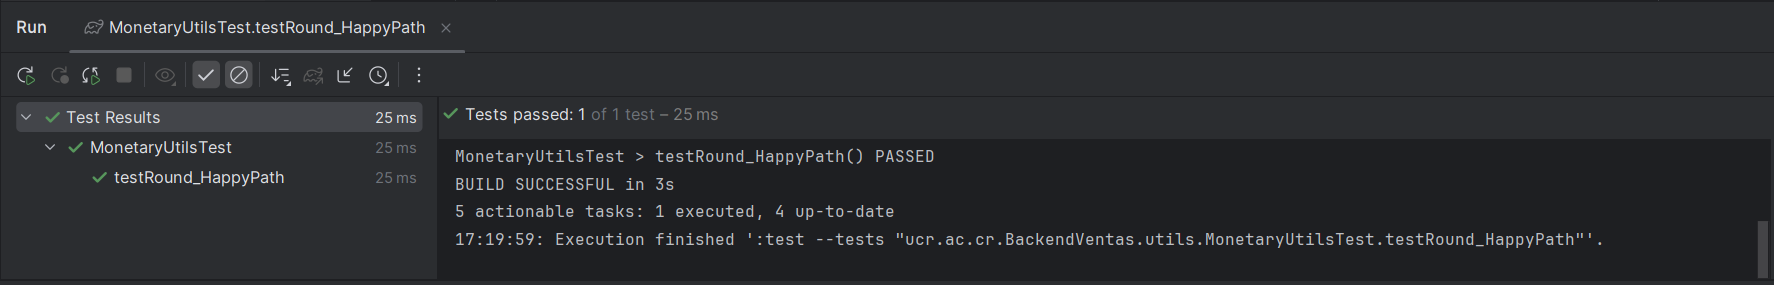 Run MonetaryUtilsTest.testRound_HappyPath
Test Results 25 ms
MonetaryUtilsTest 25 ms
testRound_HappyPath 25 ms
Tests passed: 1 of 1 test – 25 ms
MonetaryUtilsTest > testRound_HappyPath() PASSED
BUILD SUCCESSFUL in 3s
5 actionable tasks: 1 executed, 4 up-to-date
17:19:59: Execution finished ':test --tests "ucr.ac.cr.BackendVentas.utils.MonetaryUtilsTest.testRound_HappyPath"'.